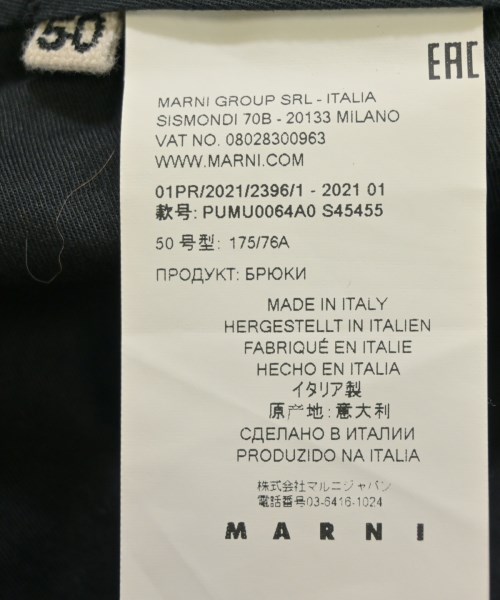 50
EAC
MARNI GROUP SRL - ITALIA
SISMONDI 70B - 20133 MILANO
VAT NO. 08028300963
WWW.MARNI.COM
01PR/2021/2396/1 - 2021 01
款号: PUMU0064A0 S45455
50 号型: 175/76A
ПРОДУКТ: БРЮКИ
MADE IN ITALY
HERGESTELLT IN ITALIEN
FABRIQUÉ EN ITALIE
HECHO EN ITALIA
イタリア製
原产地: 意大利
СДЕЛАНО В ИТАЛИИ
PRODUZIDO NA ITALIA
株式会社マルニジャパン
電話番号03-6416-1024
MARNI